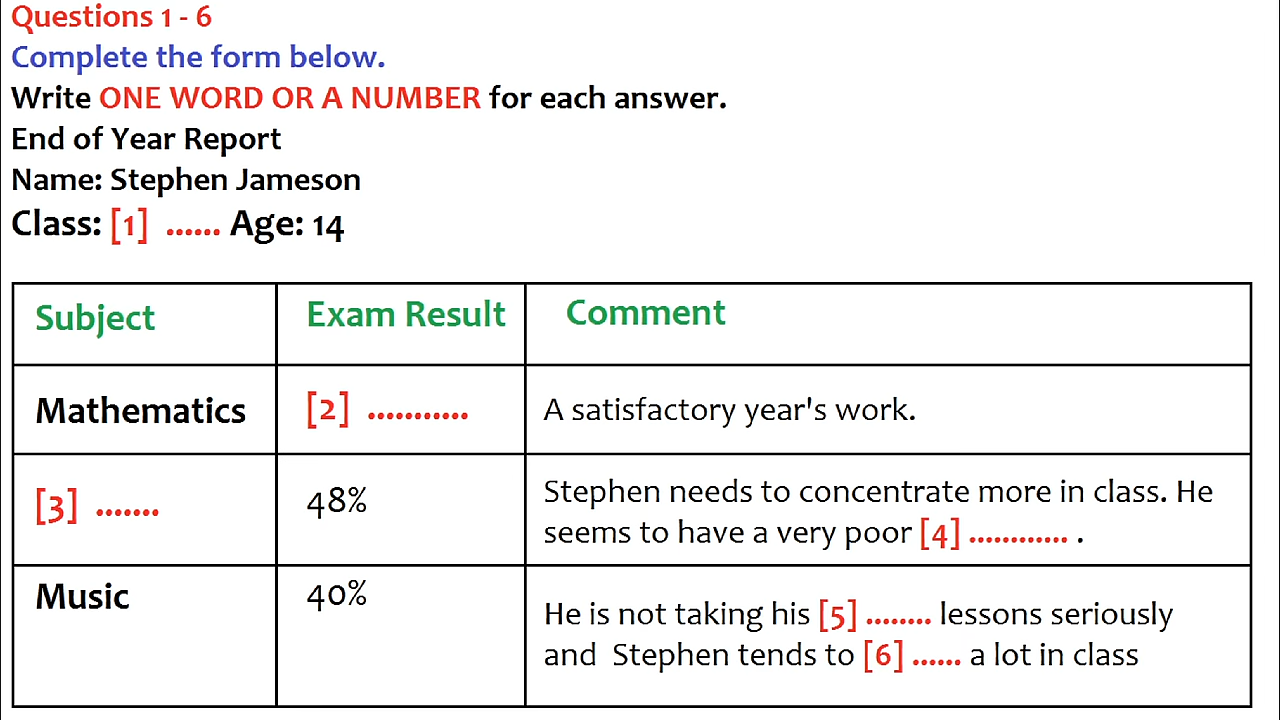 Questions 1 - 6
Complete the form below.
Write ONE WORD OR A NUMBER for each answer.
End of Year Report
Name: Stephen Jameson
Class: [1] ...... Age: 14
Subject Exam Result Comment
Mathematics [2] ........... A satisfactory year's work.
[3] ....... 48% Stephen needs to concentrate more in class. He
seems to have a very poor [4] ............ .
Music 40% He is not taking his [5] ........ lessons seriously
and Stephen tends to [6] ...... a lot in class